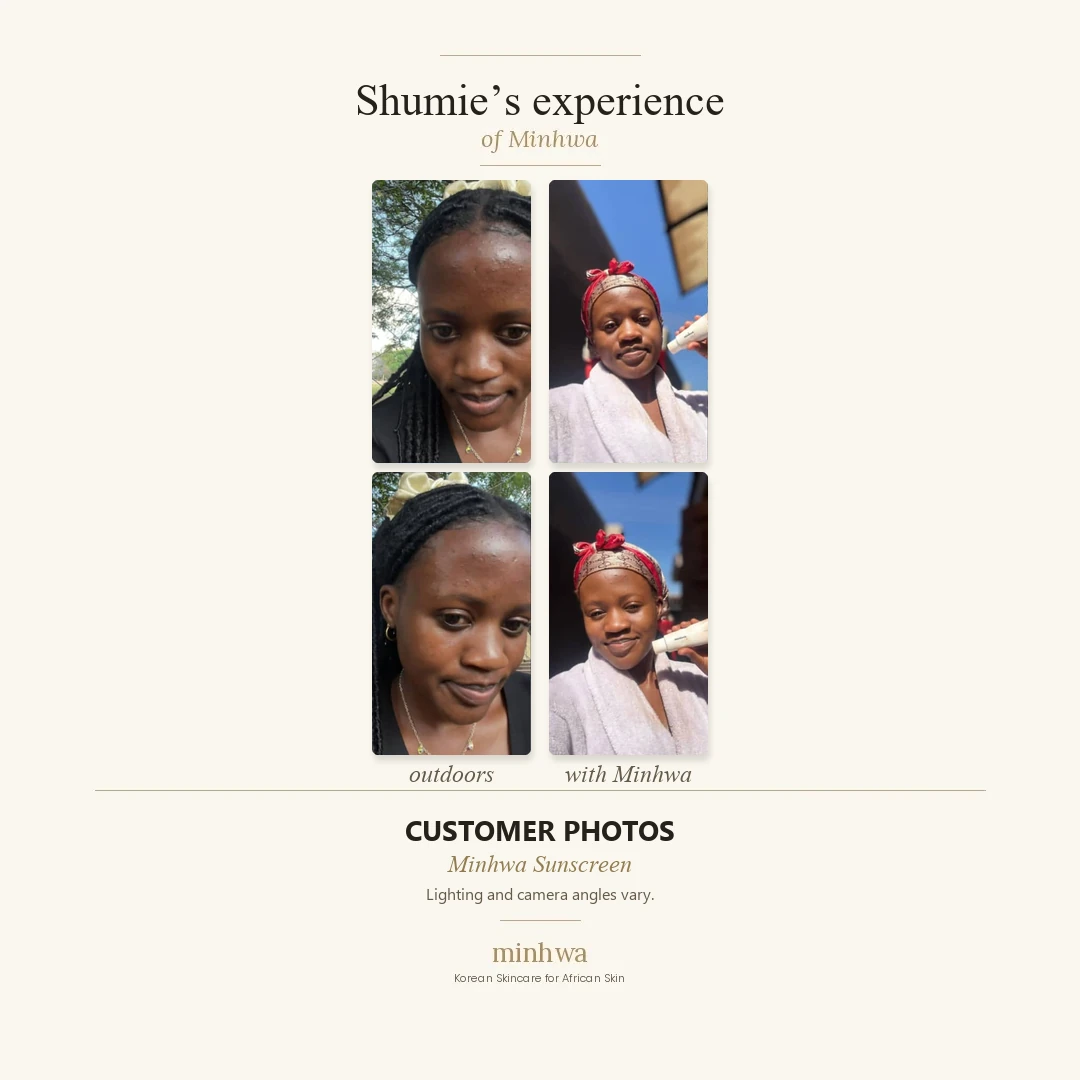 Shumie’s experience
of Minhwa
outdoors
with Minhwa
CUSTOMER PHOTOS
Minhwa Sunscreen
Lighting and camera angles vary.
minhwa
Korean Skincare for African Skin